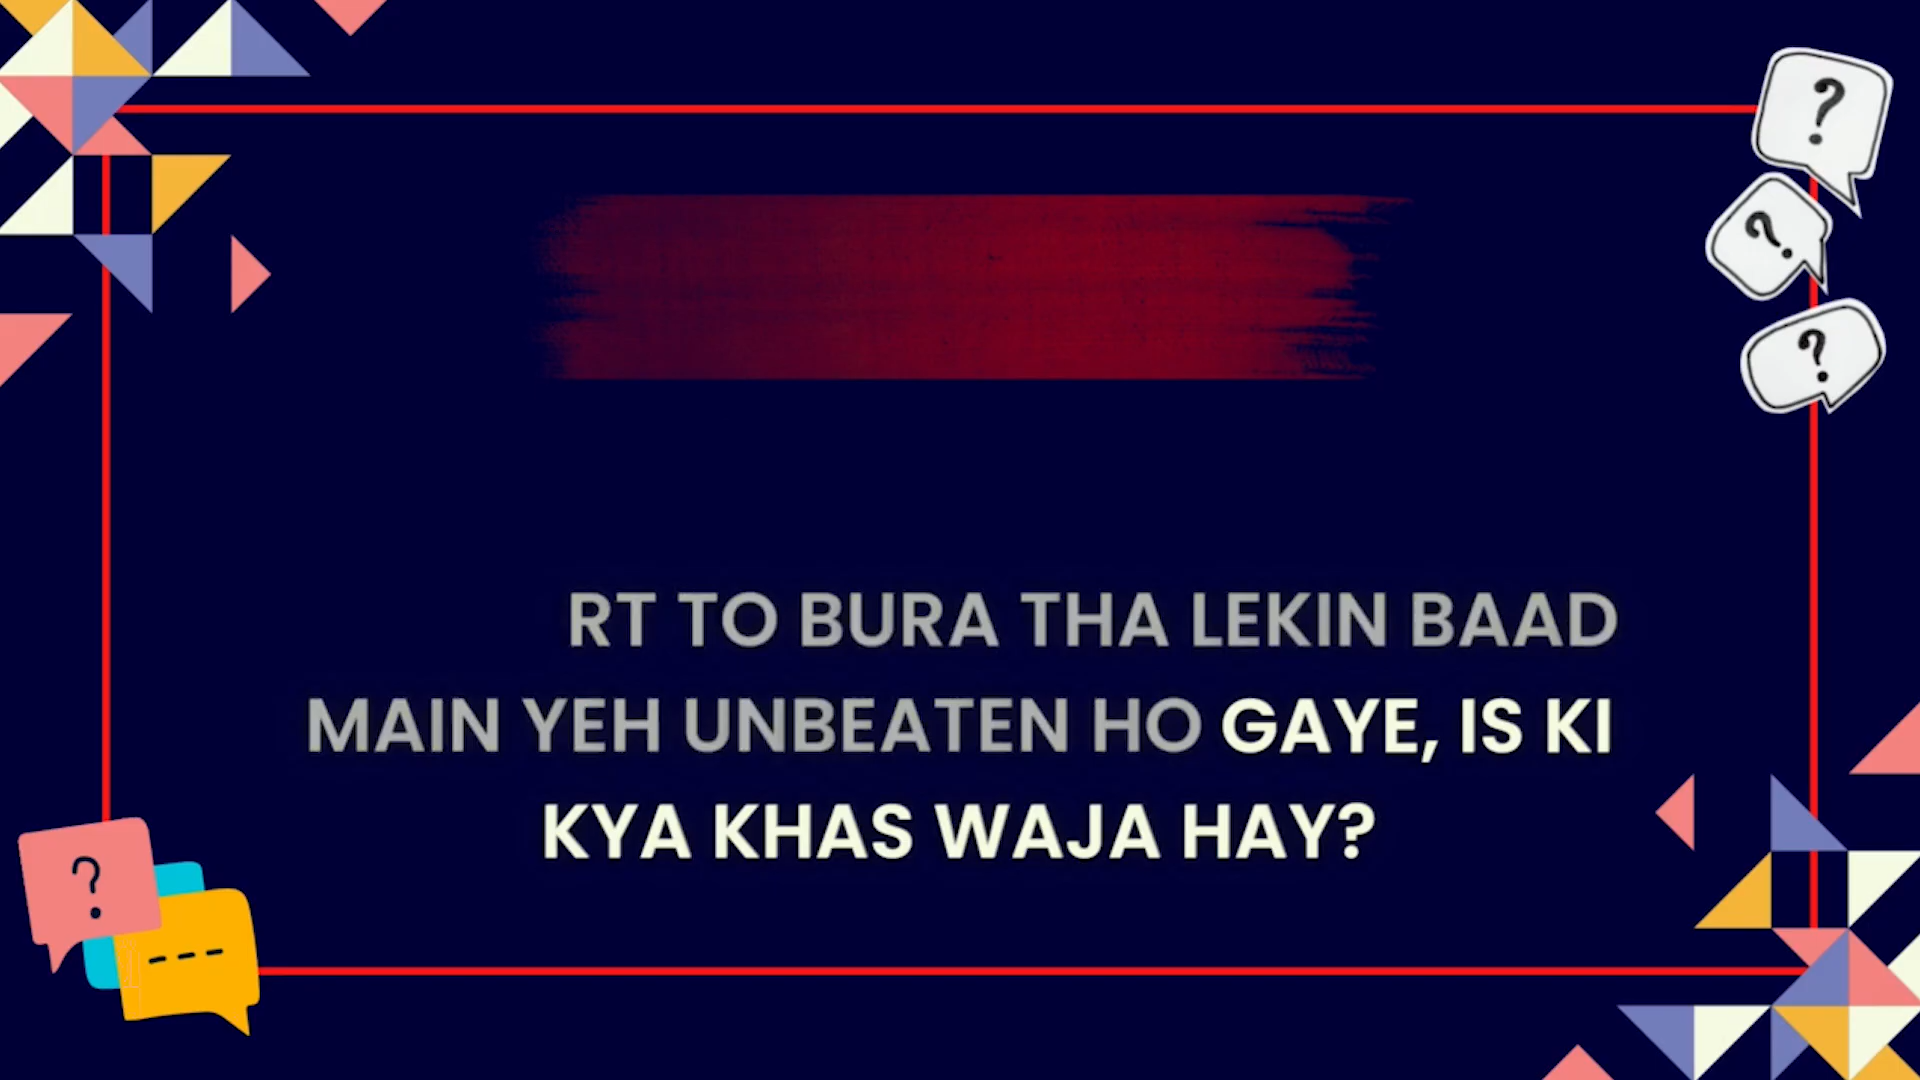 RT TO BURA THA LEKIN BAAD
MAIN YEH UNBEATEN HO GAYE, IS KI
KYA KHAS WAJA HAY?
?
?
?
?